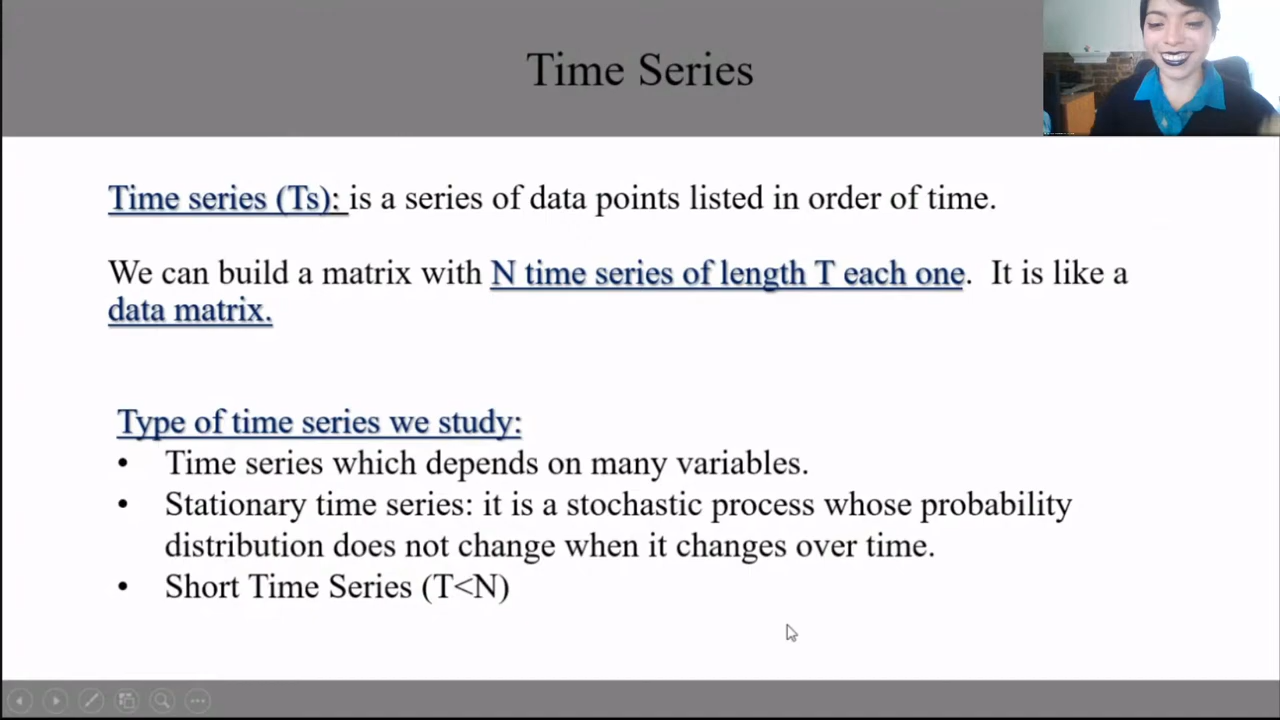 Time Series
Time series (Ts): is a series of data points listed in order of time.
We can build a matrix with N time series of length T each one. It is like a
data matrix.
Type of time series we study:
• Time series which depends on many variables.
• Stationary time series: it is a stochastic process whose probability
distribution does not change when it changes over time.
• Short Time Series (T<N)